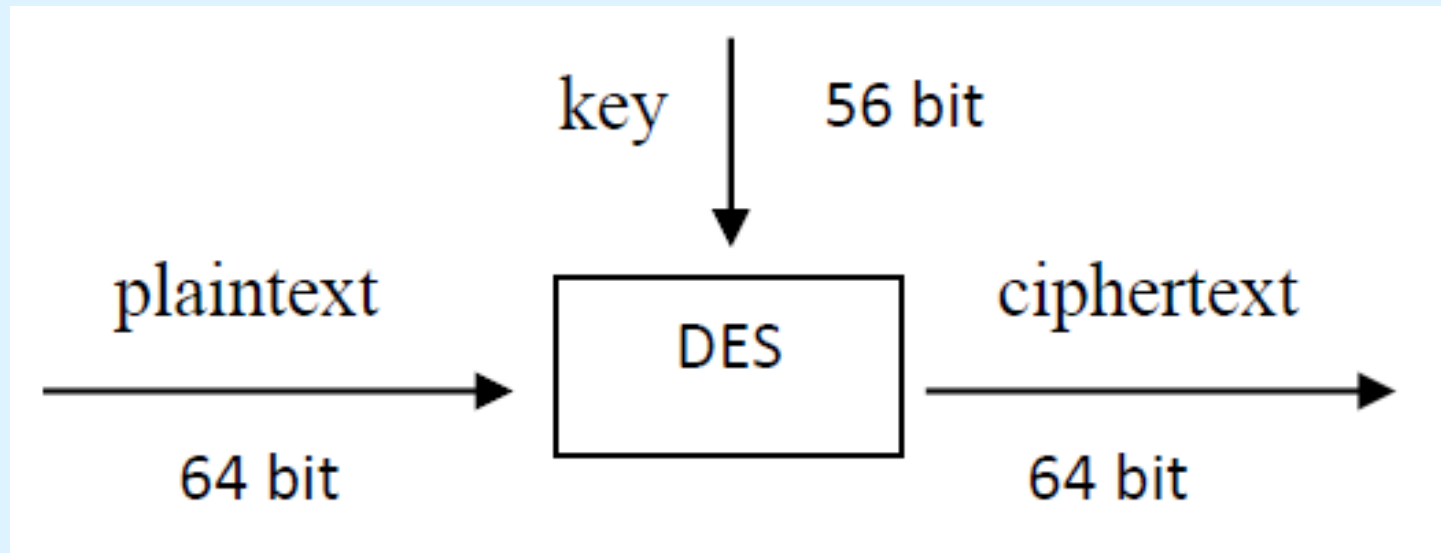 key 56 bit
plaintext
DES
ciphertext
64 bit
64 bit